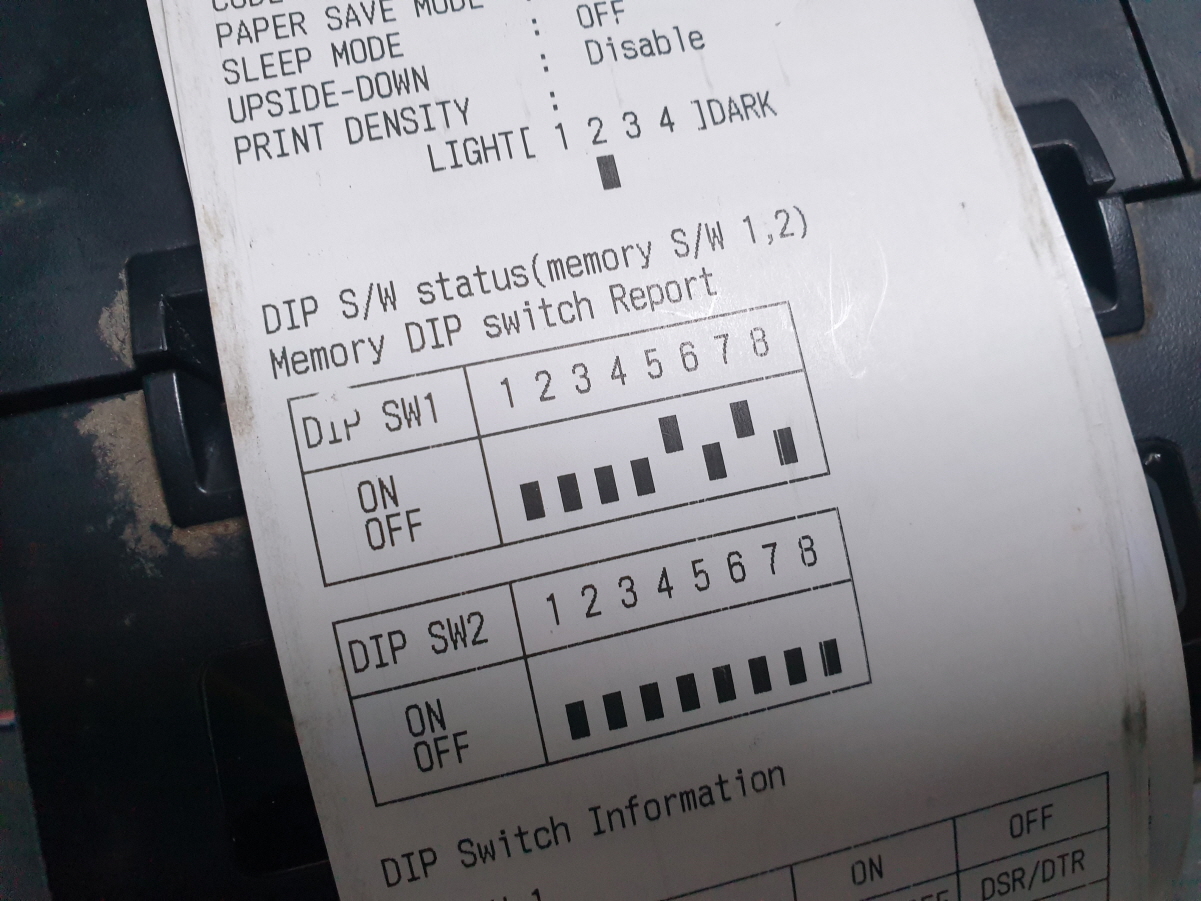 PAPER SAVE MODE :
SLEEP MODE : OFF
UPSIDE-DOWN : Disable
PRINT DENSITY :
LIGHT[ 1 2 3 4 ]DARK
DIP S/W status(memory S/W 1,2)
Memory DIP switch Report
DIP SW1 1 2 3 4 5 6 7 8
ON
OFF
DIP SW2 1 2 3 4 5 6 7 8
ON
OFF
DIP Switch Information
ON OFF
DSR/DTR